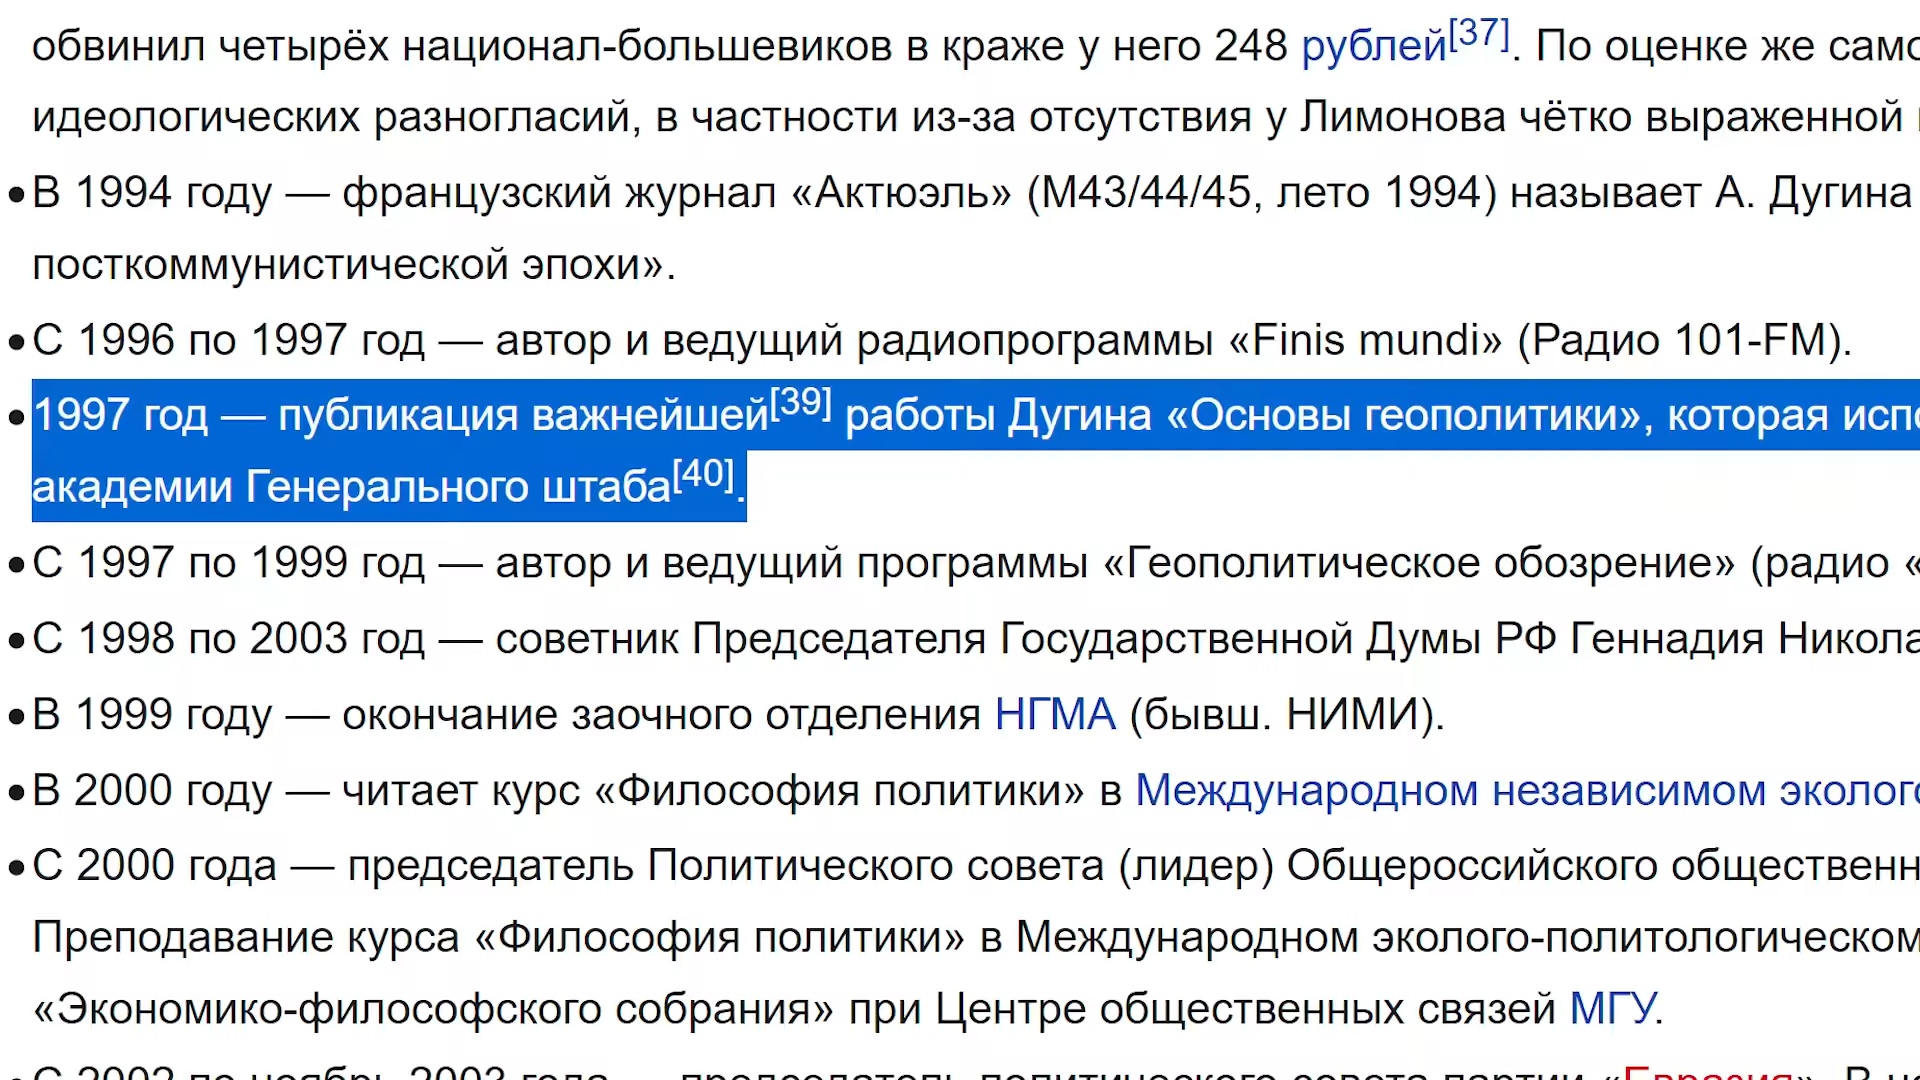 обвинил четырёх национал-большевиков в краже у него 248 рублей[37]. По оценке же
идеологических разногласий, в частности из-за отсутствия у Лимонова чётко выраженной
• В 1994 году — французский журнал «Актюэль» (M43/44/45, лето 1994) называет А. Дугина
посткоммунистической эпохи».
• С 1996 по 1997 год — автор и ведущий радиопрограммы «Finis mundi» (Радио 101-FM).
• 1997 год — публикация важнейшей[39] работы Дугина «Основы геополитики», которая
академии Генерального штаба[40].
• С 1997 по 1999 год — автор и ведущий программы «Геополитическое обозрение» (радио «
• С 1998 по 2003 год — советник Председателя Государственной Думы РФ Геннадия
• В 1999 году — окончание заочного отделения НГМА (бывш. НИМИ).
• В 2000 году — читает курс «Философия политики» в Международном независимом
• С 2000 года — председатель Политического совета (лидер) Общероссийского
Преподавание курса «Философия политики» в Международном эколого-политологическом
«Экономико-философского собрания» при Центре общественных связей МГУ.